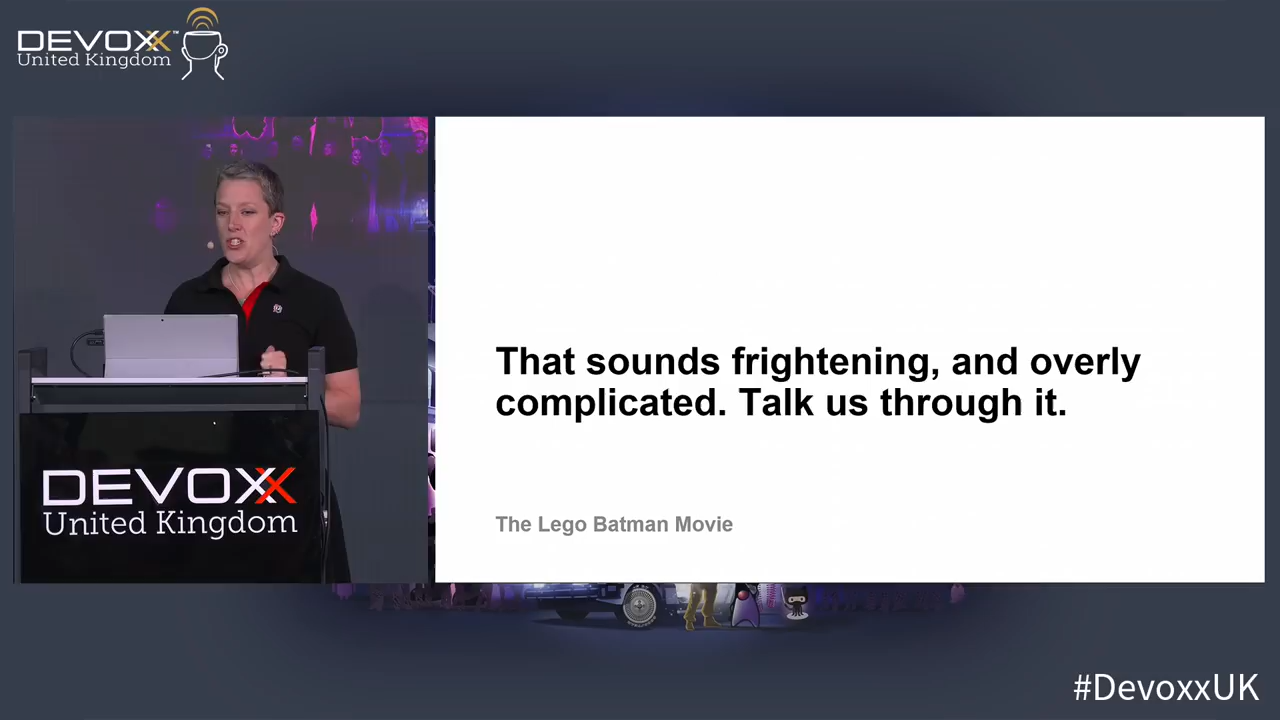 DEVOXX™
United Kingdom
That sounds frightening, and overly
complicated. Talk us through it.
The Lego Batman Movie
DEVOXX
United Kingdom
#DevoxxUK